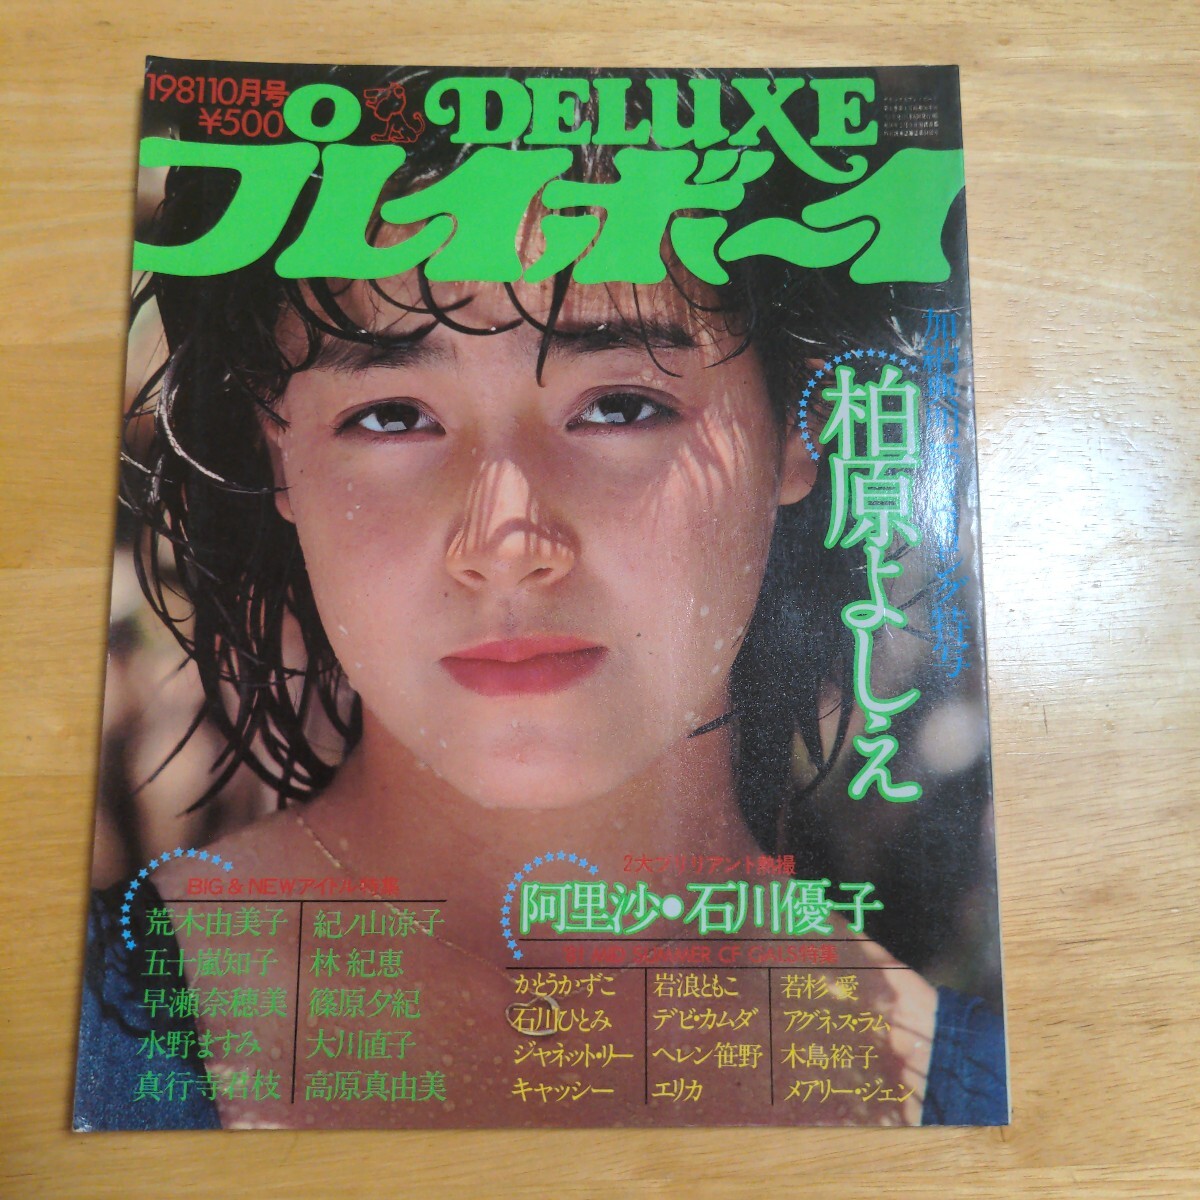 1981 10月号
¥500
DELUXE
プレイボーイ
柏原よしえ
BIG & NEWアイドル特集
荒木由美子
紀ノ山涼子
五十嵐知子
林 紀恵
早瀬奈穂美
篠原夕紀
水野ますみ
大川直子
真行寺君枝
高原真由美
2大ブリリアント熱撮
阿里沙•石川優子
SUMMER CF GALS特集
かとうかずこ
岩浪ともこ
若杉 愛
石川ひとみ
デビ・カムダ
アグネス・ラム
ジャネット・リー
ヘレン笹野
木島裕子
キャッシー
エリカ
メアリー・ジェン